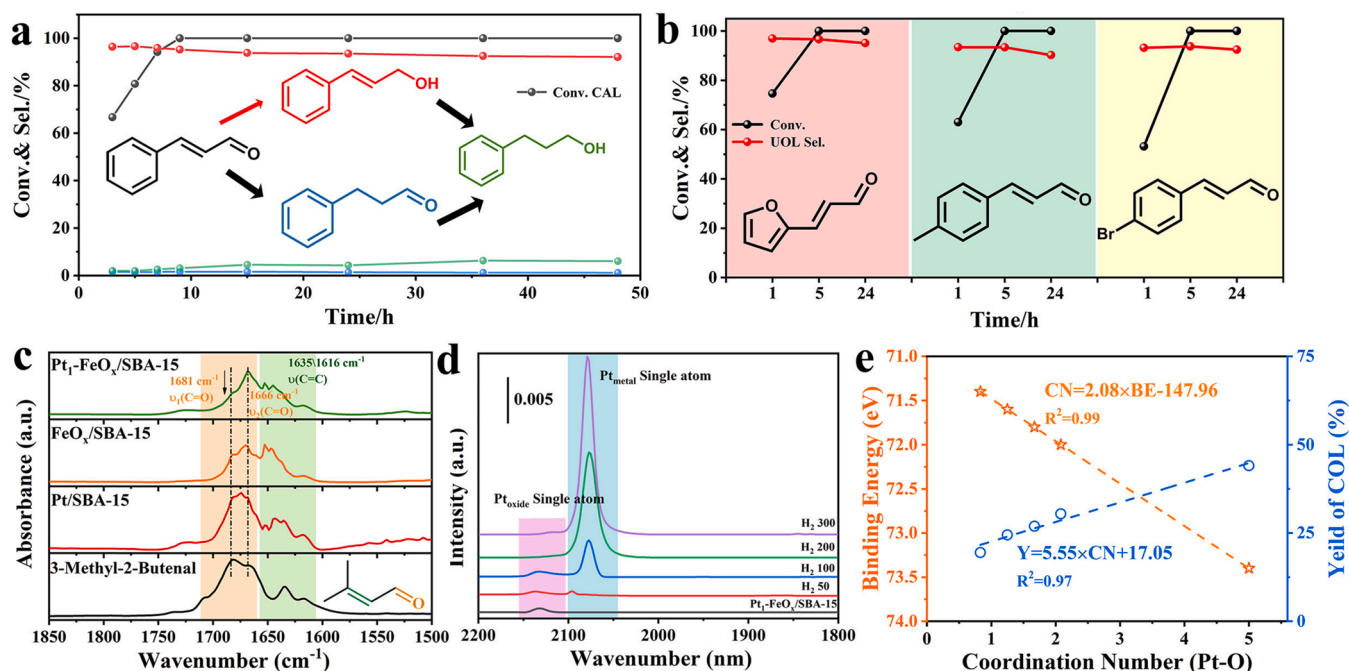 a
Conv.& Sel./%
100
80
60
40
20
0
OH
Conv. CAL
O
OH
O
0
10
20
30
40
50
Time/h
b
Conv.& Sel./%
100
80
60
40
20
0
Conv.
UOL Sel.
O
O
O
Br
O
1
5
24
1
5
24
1
5
24
Time/h
c
Absorbance (a.u.)
Pt₁-FeOₓ/SBA-15
1681 cm⁻¹
υ₁(C=O)
1666 cm⁻¹
υ₂(C=O)
1635\1616 cm⁻¹
υ(C=C)
FeOₓ/SBA-15
Pt/SBA-15
3-Methyl-2-Butenal
O
1850
1750
1700
1650
1600
1550
1500
Wavenumber (cm⁻¹)
d
Intensity (a.u.)
0.005
Ptmetal Single atom
Ptoxide Single atom
H₂ 300
H₂ 200
H₂ 100
H₂ 50
Pt₁-FeOₓ/SBA-15
2200
2100
2000
1900
1800
Wavenumber (nm)
e
Binding Energy (eV)
71.0
71.5
72.0
72.5
73.0
73.5
74.0
CN=2.08×BE-147.96
R²=0.99
Y=5.55×CN+17.05
R²=0.97
75
50
25
0
Yeild of COL (%)
0
1
2
3
4
5
6
Coordination Number (Pt-O)